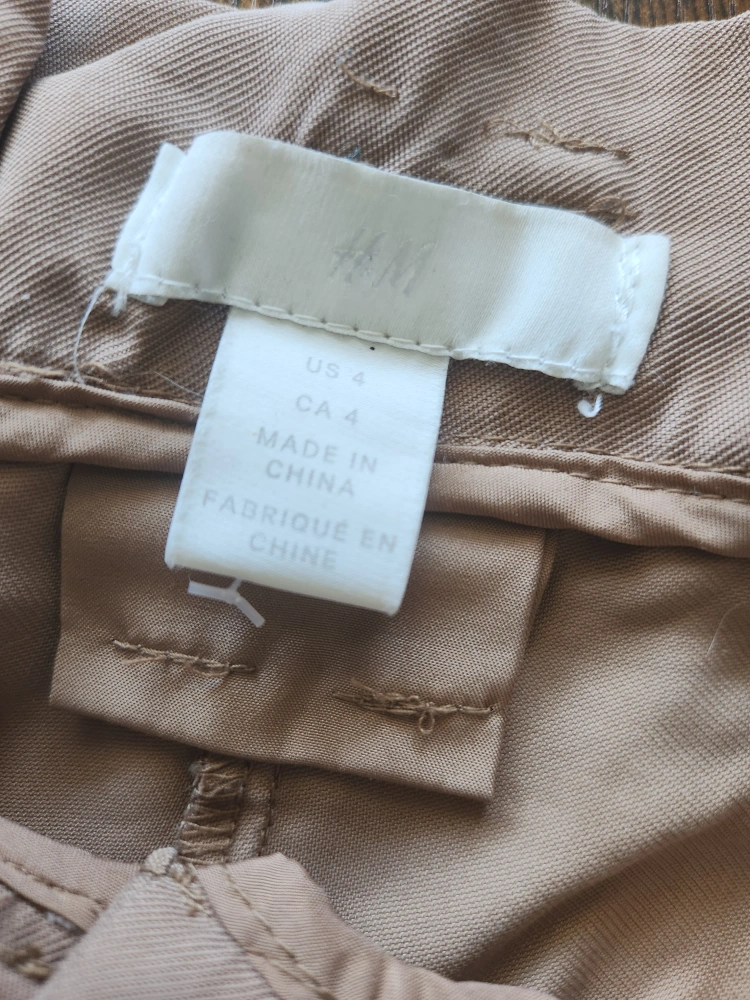 H&M
US 4
CA 4
MADE IN
CHINA
FABRIQUÉ EN
CHINE